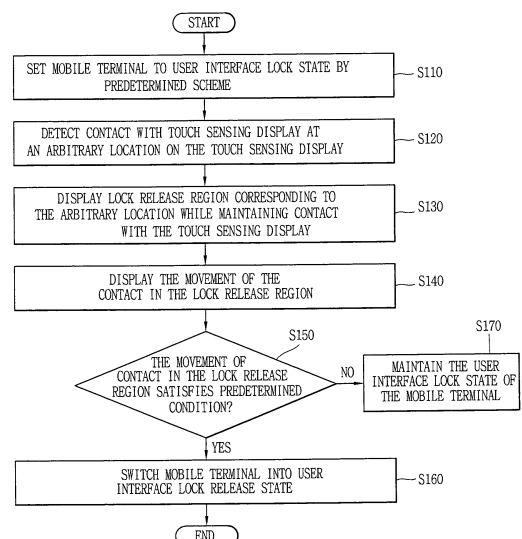 START
SET MOBILE TERMINAL TO USER INTERFACE LOCK STATE BY
PREDETERMINED SCHEME
S110
DETECT CONTACT WITH TOUCH SENSING DISPLAY AT
AN ARBITRARY LOCATION ON THE TOUCH SENSING DISPLAY
S120
DISPLAY LOCK RELEASE REGION CORRESPONDING TO
THE ARBITRARY LOCATION WHILE MAINTAINING CONTACT
WITH THE TOUCH SENSING DISPLAY
S130
DISPLAY THE MOVEMENT OF THE
CONTACT IN THE LOCK RELEASE REGION
S140
S150
THE MOVEMENT OF
CONTACT IN THE LOCK RELEASE
REGION SATISFIES PREDETERMINED
CONDITION?
NO
S170
MAINTAIN THE USER
INTERFACE LOCK STATE OF
THE MOBILE TERMINAL
YES
SWITCH MOBILE TERMINAL INTO USER
INTERFACE LOCK RELEASE STATE
S160
END